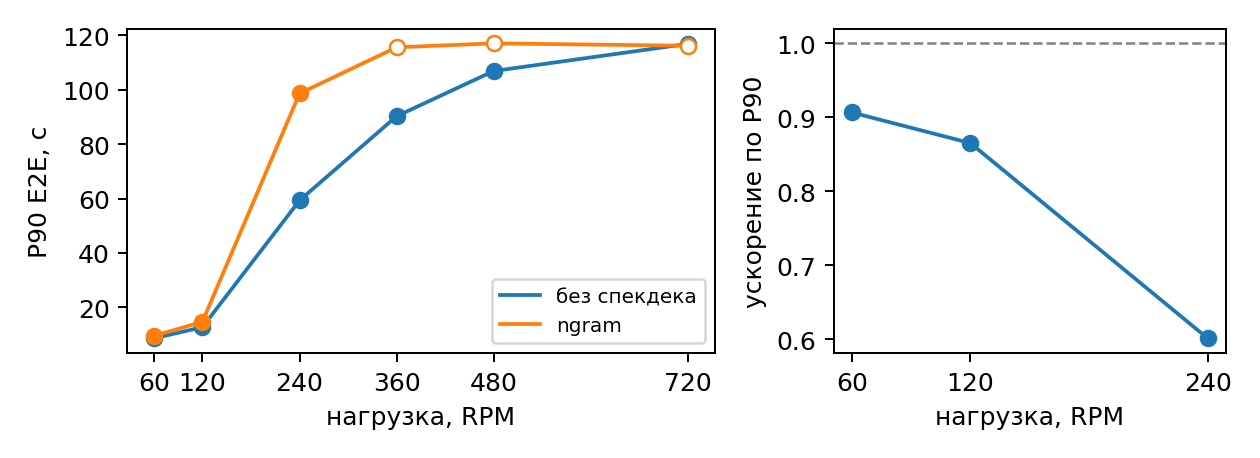 120
100
80
60
40
20
P90 E2E, с
60 120 240 360 480 720
нагрузка, RPM
без спекдека
ngram
1.0
0.9
0.8
0.7
0.6
ускорение по P90
60 120 240
нагрузка, RPM